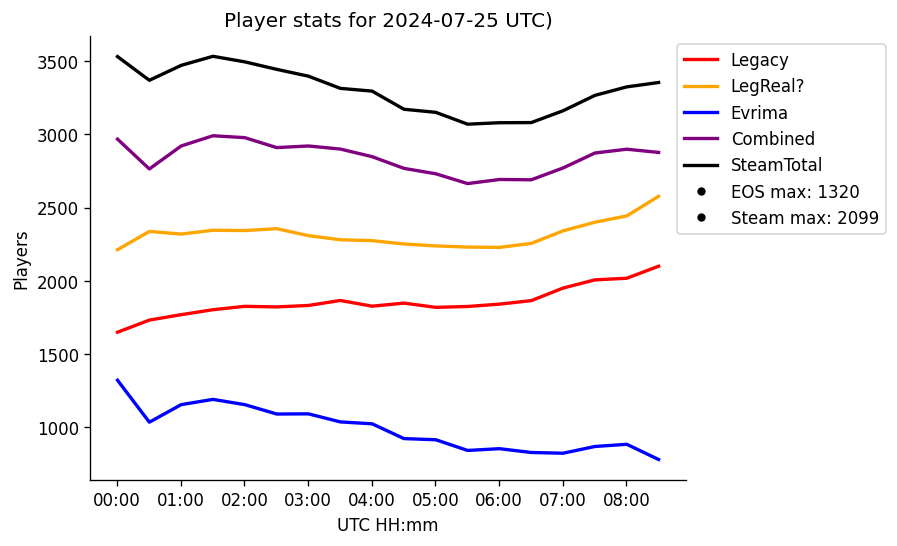 Player stats for 2024-07-25 UTC)
Players
3500
3000
2500
2000
1500
1000
00:00 01:00 02:00 03:00 04:00 05:00 06:00 07:00 08:00
UTC HH:mm
Legacy
LegReal?
Evrima
Combined
SteamTotal
EOS max: 1320
Steam max: 2099